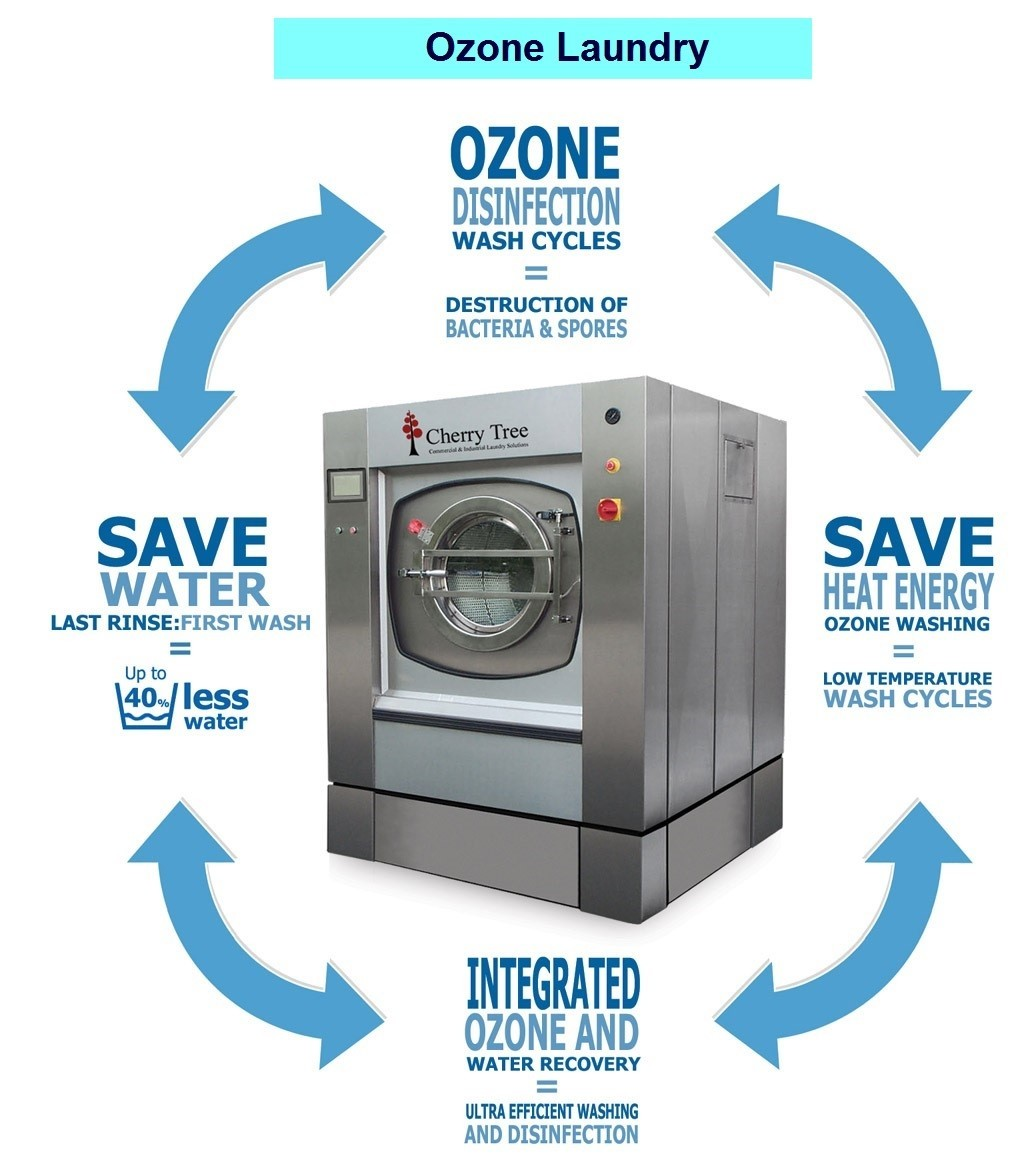 Ozone Laundry
OZONE
DISINFECTION
WASH CYCLES
=
DESTRUCTION OF
BACTERIA & SPORES
Cherry Tree
Commercial & Industrial Laundry Solutions
SAVE
WATER
LAST RINSE:FIRST WASH
=
Up to
40% less
water
SAVE
HEAT ENERGY
OZONE WASHING
=
LOW TEMPERATURE
WASH CYCLES
INTEGRATED
OZONE AND
WATER RECOVERY
=
ULTRA EFFICIENT WASHING
AND DISINFECTION